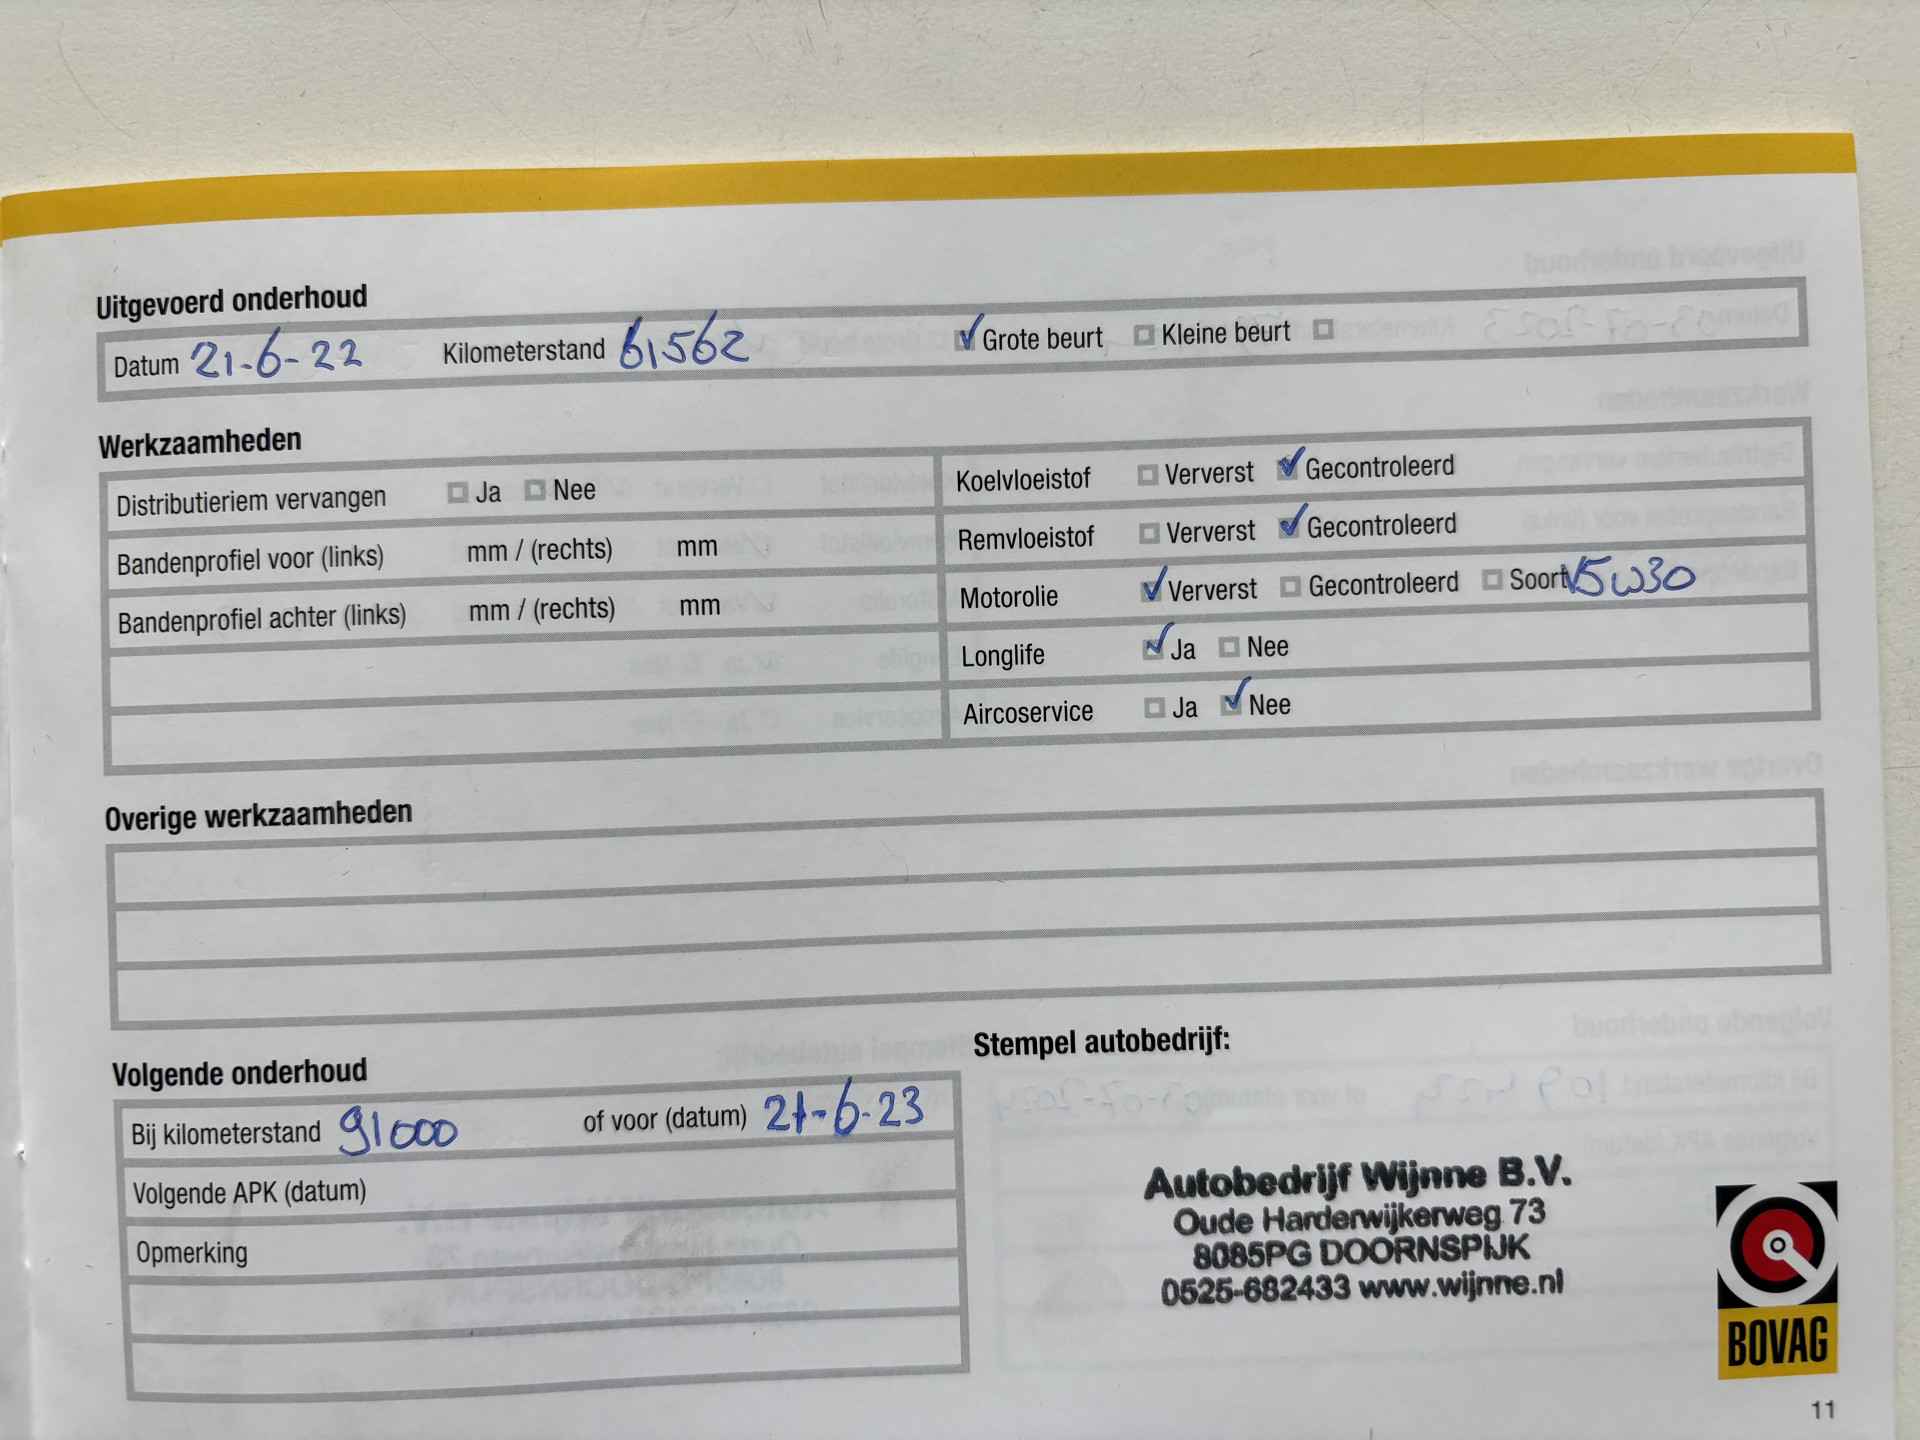 Uitgevoerd onderhoud
Datum 21-6-22 Kilometerstand 61562 Grote beurt Kleine beurt
Werkzaamheden
Distributieriem vervangen Ja Nee
Bandenprofiel voor (links) mm / (rechts) mm
Bandenprofiel achter (links) mm / (rechts) mm
Koelvloeistof Ververst Gecontroleerd
Remvloeistof Ververst Gecontroleerd
Motorolie Ververst Gecontroleerd Soort 5W30
Longlife Ja Nee
Aircoservice Ja Nee
Overige werkzaamheden
Volgende onderhoud
Bij kilometerstand 91000 of voor (datum) 21-6-23
Volgende APK (datum)
Opmerking
Stempel autobedrijf:
Autobedrijf Wijnne B.V.
Oude Harderwijkerweg 73
8085PG DOORNSPIJK
0525-682433 www.wijnne.nl
BOVAG
11